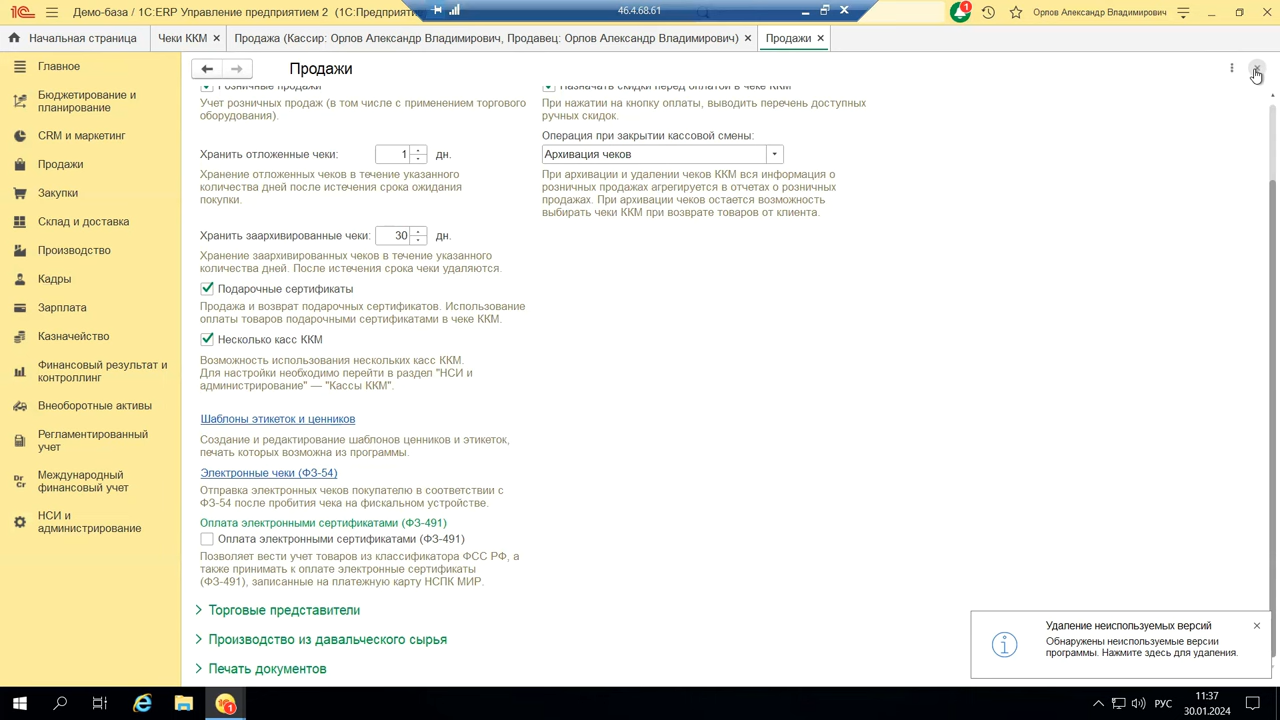 Демо-база / 1С:ERP Управление предприятием 2 (1С:Предприятие
46.4.68.61
1
Орлов Александр Владимирович
Начальная страница
Чеки ККМ
Продажа (Кассир: Орлов Александр Владимирович, Продавец: Орлов Александр Владимирович)
Продажи
Главное
Бюджетирование и
планирование
CRM и маркетинг
Продажи
Закупки
Склад и доставка
Производство
Кадры
Зарплата
Казначейство
Финансовый результат и
контроллинг
Внеоборотные активы
Регламентированный
учет
Dr
Cr
Международный
финансовый учет
НСИ и
администрирование
Продажи
Розничные продажи
Учет розничных продаж (в том числе с применением торгового
оборудования).
Хранить отложенные чеки: 1 дн.
Хранение отложенных чеков в течение указанного
количества дней после истечения срока ожидания
покупки.
Хранить заархивированные чеки: 30 дн.
Хранение заархивированных чеков в течение указанного
количества дней. После истечения срока чеки удаляются.
Подарочные сертификаты
Продажа и возврат подарочных сертификатов. Использование
оплаты товаров подарочными сертификатами в чеке ККМ.
Несколько касс ККМ
Возможность использования нескольких касс ККМ.
Для настройки необходимо перейти в раздел "НСИ и
администрирование" — "Кассы ККМ".
Шаблоны этикеток и ценников
Создание и редактирование шаблонов ценников и этикеток,
печать которых возможна из программы.
Электронные чеки (ФЗ-54)
Отправка электронных чеков покупателю в соответствии с
ФЗ-54 после пробития чека на фискальном устройстве.
Оплата электронными сертификатами (ФЗ-491)
Оплата электронными сертификатами (ФЗ-491)
Позволяет вести учет товаров из классификатора ФСС РФ, а
также принимать к оплате электронные сертификаты
(ФЗ-491), записанные на платежную карту НСПК МИР.
Торговые представители
Производство из давальческого сырья
Печать документов
Назначать скидки перед оплатой в чеке ККМ
При нажатии на кнопку оплаты, выводить перечень доступных
ручных скидок.
Операция при закрытии кассовой смены:
Архивация чеков
При архивации и удалении чеков ККМ вся информация о
розничных продажах агрегируется в отчетах о розничных
продажах. При архивации чеков остается возможность
выбирать чеки ККМ при возврате товаров от клиента.
Удаление неиспользуемых версий
Обнаружены неиспользуемые версии
программы. Нажмите здесь для удаления.
1
РУС
11:37
30.01.2024